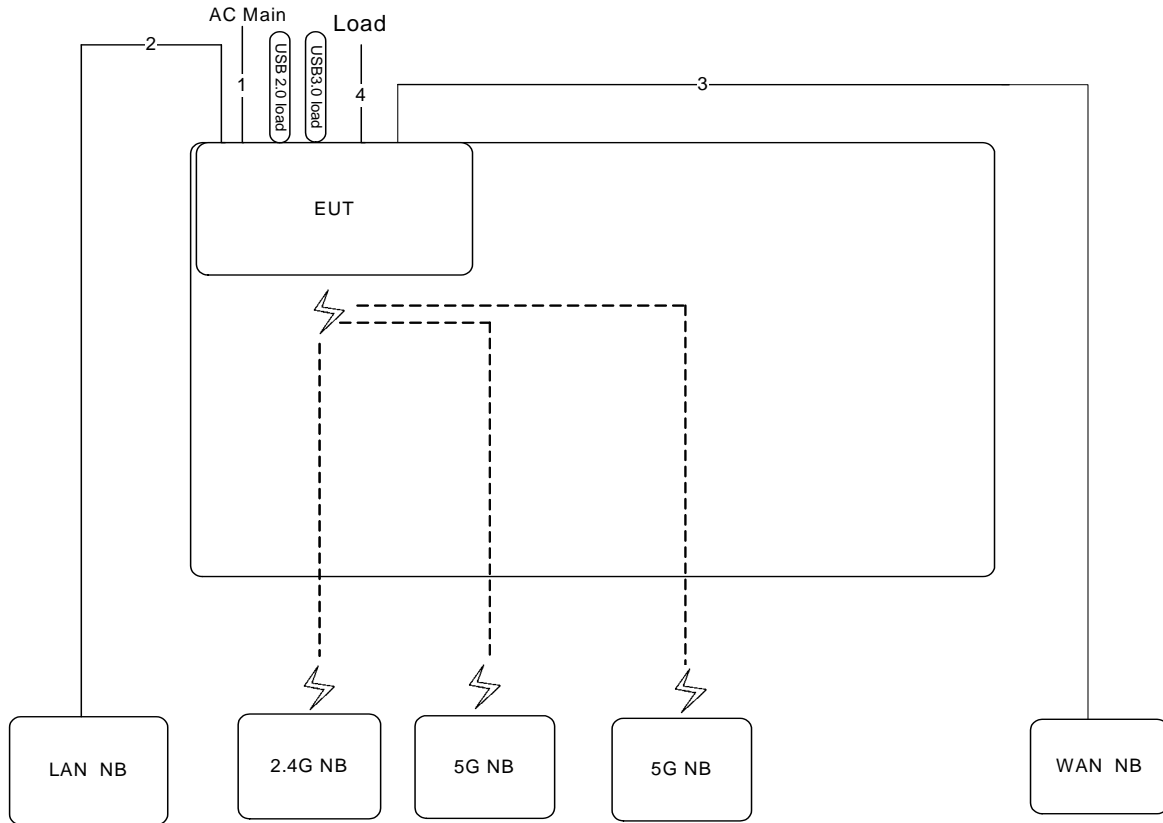 AC Main
Load
2
1
USB 2.0 load
USB3.0 load
4
3
EUT
LAN NB
2.4G NB
5G NB
5G NB
WAN NB